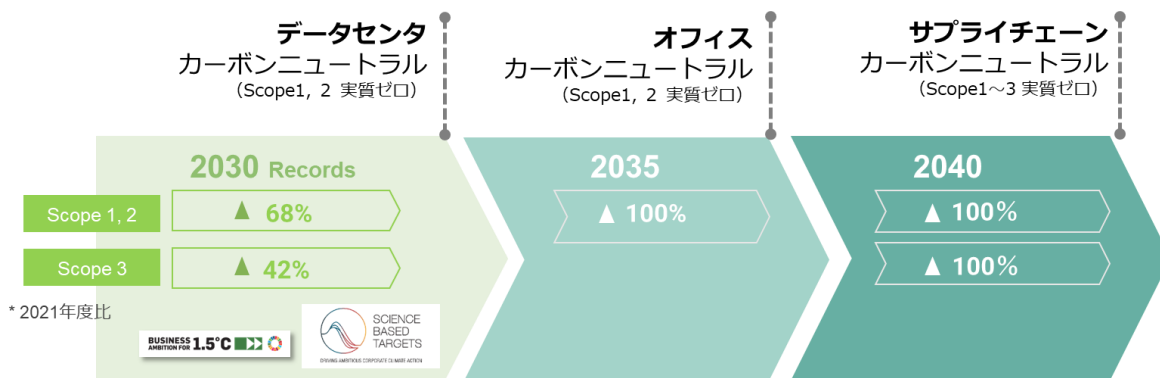 データセンタ
カーボンニュートラル
（Scope1, 2 実質ゼロ）
オフィス
カーボンニュートラル
（Scope1, 2 実質ゼロ）
サプライチェーン
カーボンニュートラル
（Scope1～3 実質ゼロ）
2030 Records
2035
2040
Scope 1, 2
▲ 68%
▲ 100%
▲ 100%
Scope 3
▲ 42%
▲ 100%
* 2021年度比
BUSINESS
AMBITION FOR 1.5°C
SCIENCE
BASED
TARGETS
DRIVING AMBITIOUS CORPORATE CLIMATE ACTION